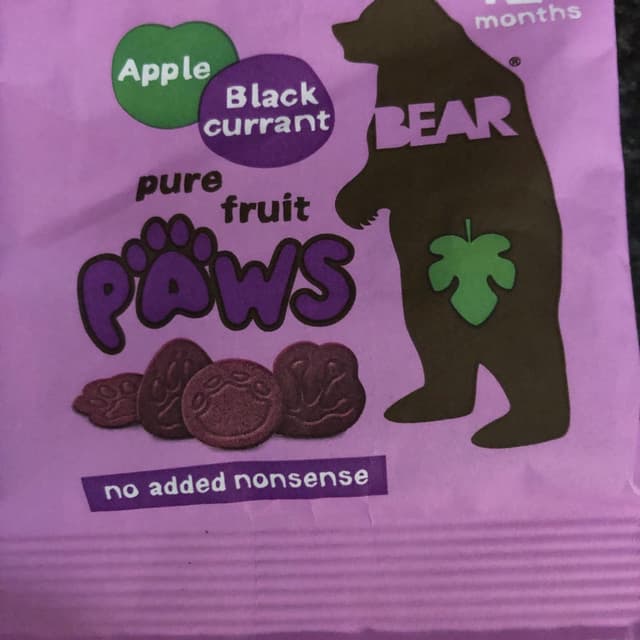 months
Apple
Black
currant
BEAR®
pure
fruit
PAWS
no added nonsense